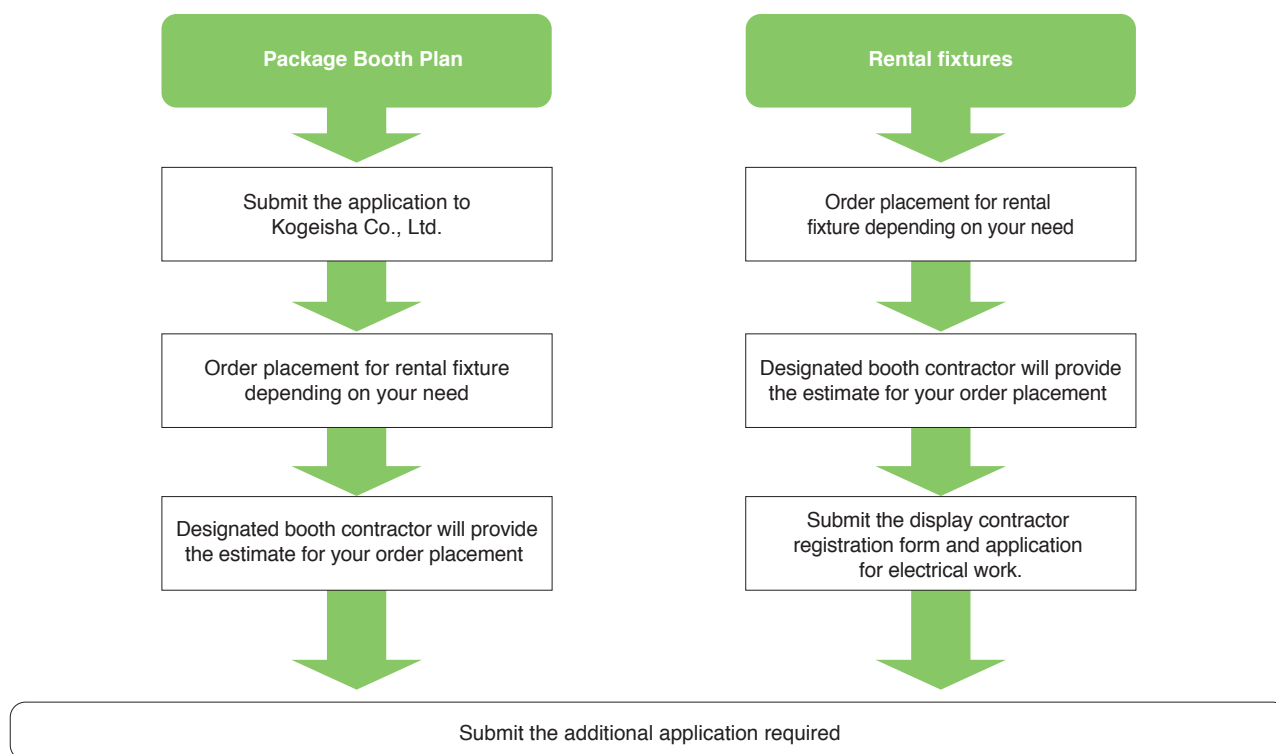 Package Booth Plan
Submit the application to
Kogeisha Co., Ltd.
Order placement for rental fixture
depending on your need
Designated booth contractor will provide
the estimate for your order placement
Rental fixtures
Order placement for rental
fixture depending on your need
Designated booth contractor will provide
the estimate for your order placement
Submit the display contractor
registration form and application
for electrical work.
Submit the additional application required